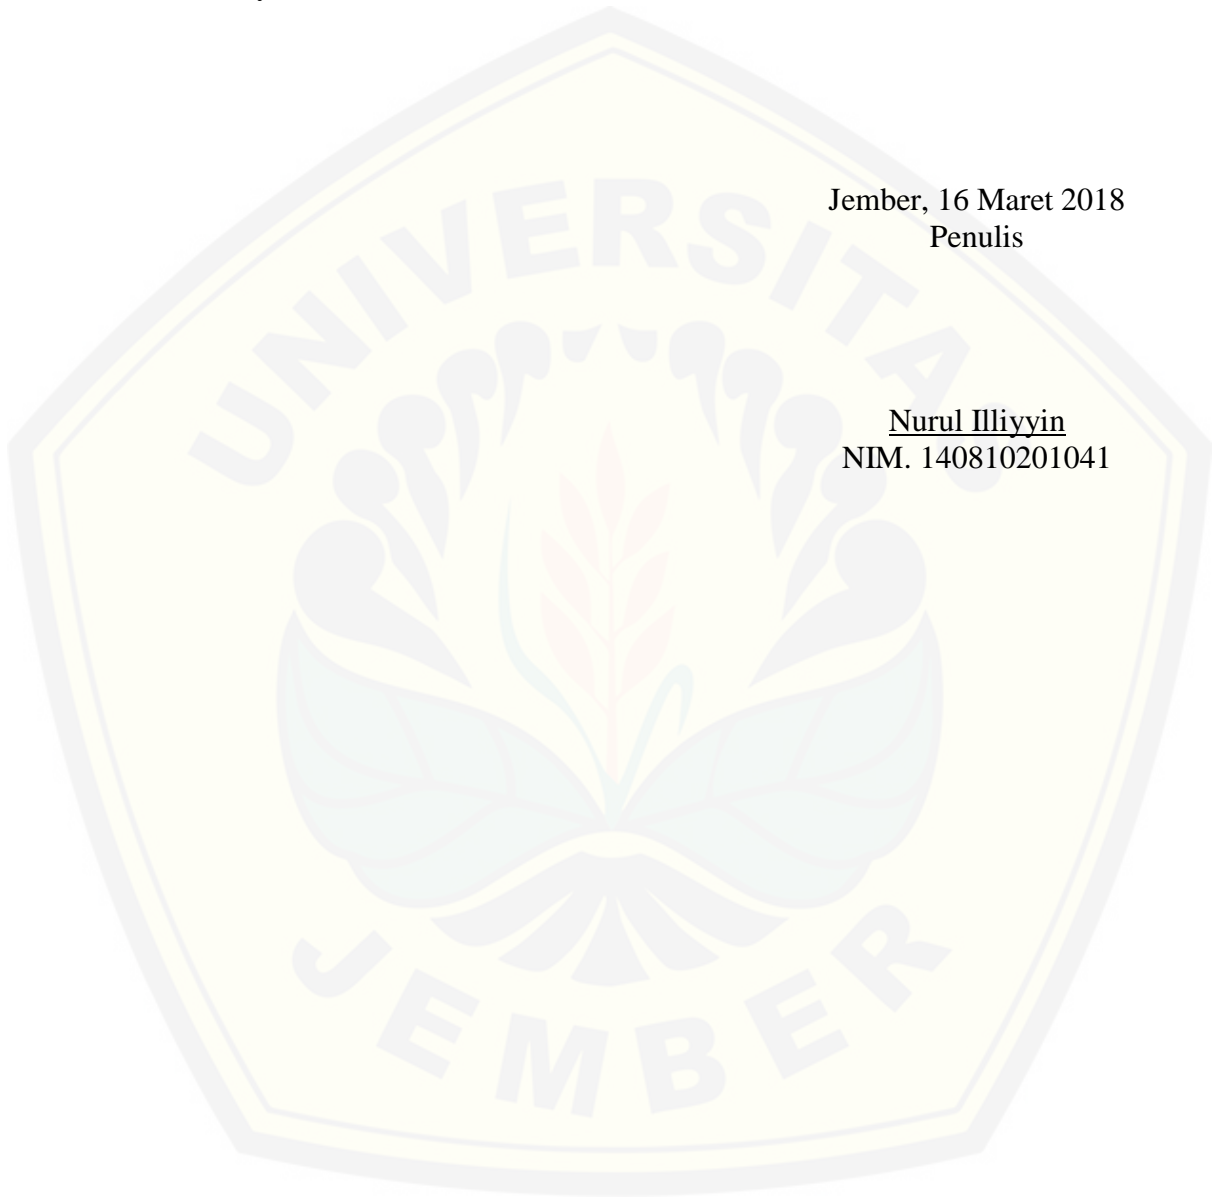 UNIVERSITAS
Jember, 16 Maret 2018
Penulis
Nurul Illiyyin
NIM. 140810201041
JEMBER